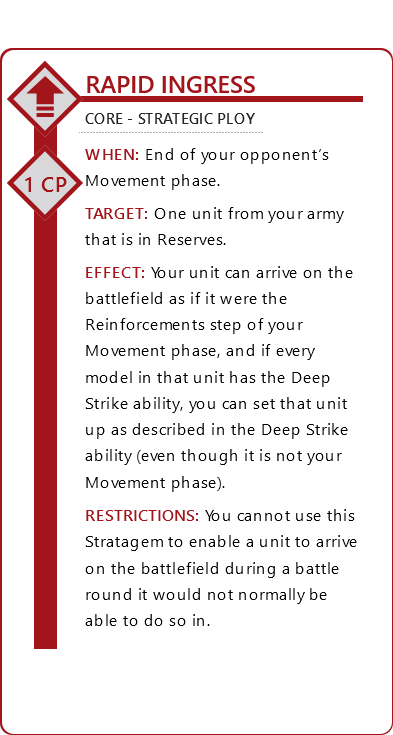 RAPID INGRESS
CORE - STRATEGIC PLOY
1 CP
WHEN: End of your opponent’s
Movement phase.
TARGET: One unit from your army
that is in Reserves.
EFFECT: Your unit can arrive on the
battlefield as if it were the
Reinforcements step of your
Movement phase, and if every
model in that unit has the Deep
Strike ability, you can set that unit
up as described in the Deep Strike
ability (even though it is not your
Movement phase).
RESTRICTIONS: You cannot use this
Stratagem to enable a unit to arrive
on the battlefield during a battle
round it would not normally be
able to do so in.